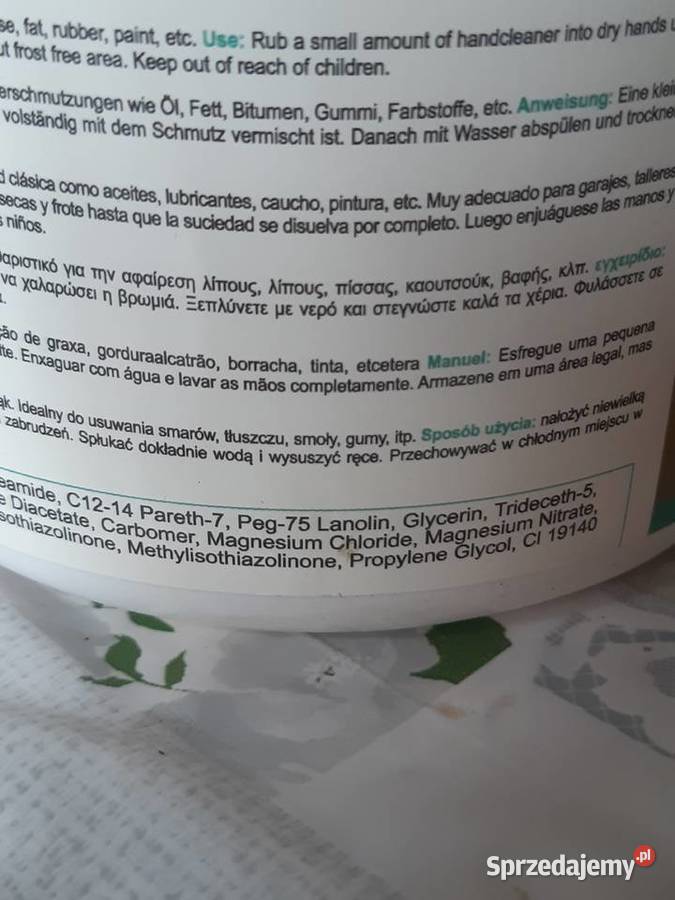 se, fat, rubber, paint, etc. Use: Rub a small amount of handcleaner into dry hands u
ut frost free area. Keep out of reach of children.
erschmutzungen wie Öl, Fett, Bitumen, Gummi, Farbstoffe, etc. Anweisung: Eine klein
volständig mit dem Schmutz vermischt ist. Danach mit Wasser abspülen und trockne
d clásica como aceites, lubricantes, caucho, pintura, etc. Muy adecuado para garajes, talleres
secas y frote hasta que la suciedad se disuelva por completo. Luego enjuáguese las manos y
s niños.
αριστικό για την αφαίρεση λίπους, λίπους, πίσσας, καουτσούκ, βαφής, κλπ. εγχειρίδιο:
να χαλαρώσει η βρωμιά. Ξεπλύνετε με νερό και στεγνώστε καλά τα χέρια. Φυλάσσετε σε
ção de graxa, gorduraalcatrão, borracha, tinta, etcetera Manuel: Esfregue uma pequena
te. Enxaguar com água e lavar as mãos completamente. Armazene em uma área legal, mas
ąk. Idealny do usuwania smarów, tłuszczu, smoły, gumy, itp. Sposób użycia: nałożyć niewielką
zabrudzeń. Spłukać dokładnie wodą i wysuszyć ręce. Przechowywać w chłodnym miejscu w
eamide, C12-14 Pareth-7, Peg-75 Lanolin, Glycerin, Trideceth-5,
e Diacetate, Carbomer, Magnesium Chloride, Magnesium Nitrate,
sothiazolinone, Methylisothiazolinone, Propylene Glycol, CI 19140
Sprzedajemy.pl